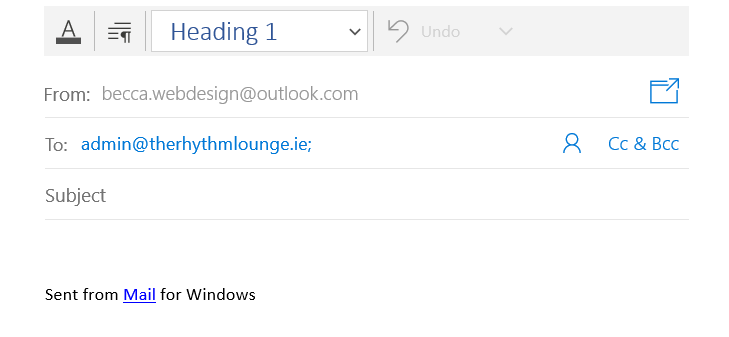 A Heading 1 Undo
From: becca.webdesign@outlook.com
To: admin@therhythmlounge.ie; Cc & Bcc
Subject
Sent from Mail for Windows